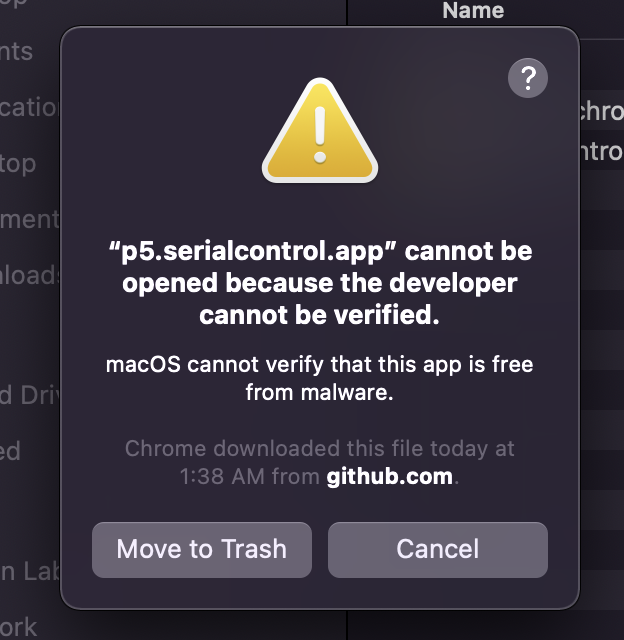 Name
?
“p5.serialcontrol.app” cannot be
opened because the developer
cannot be verified.
macOS cannot verify that this app is free
from malware.
Chrome downloaded this file today at
1:38 AM from github.com.
Move to Trash
Cancel